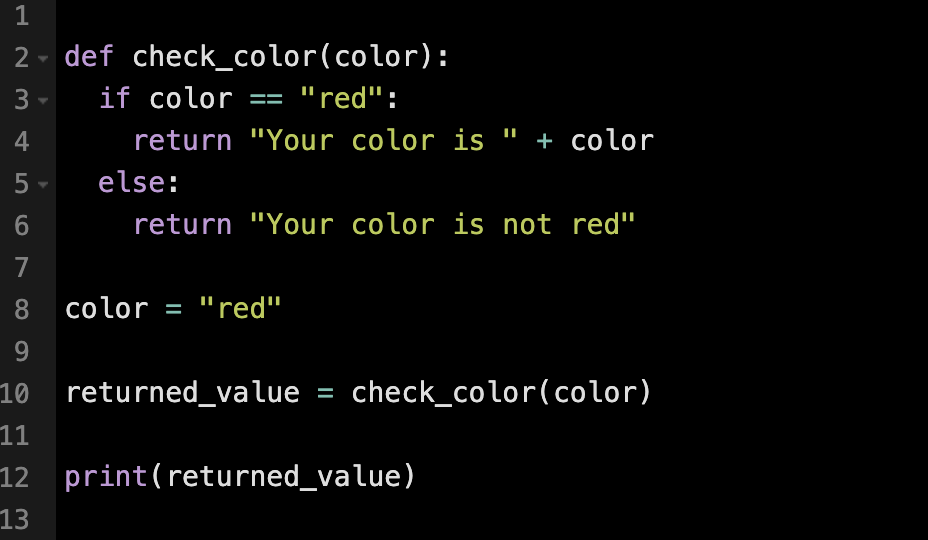 1
2 def check_color(color):
3   if color == "red":
4     return "Your color is " + color
5   else:
6     return "Your color is not red"
7
8 color = "red"
9
10 returned_value = check_color(color)
11
12 print(returned_value)
13